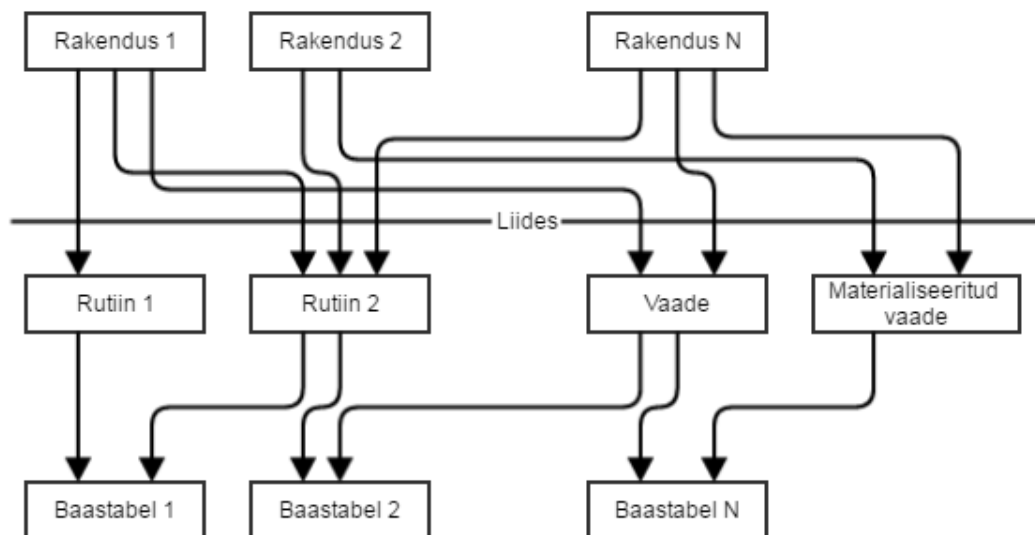 Rakendus 1
Rakendus 2
Rakendus N
Liides
Rutiin 1
Rutiin 2
Vaade
Materialiseeritud
vaade
Baastabel 1
Baastabel 2
Baastabel N